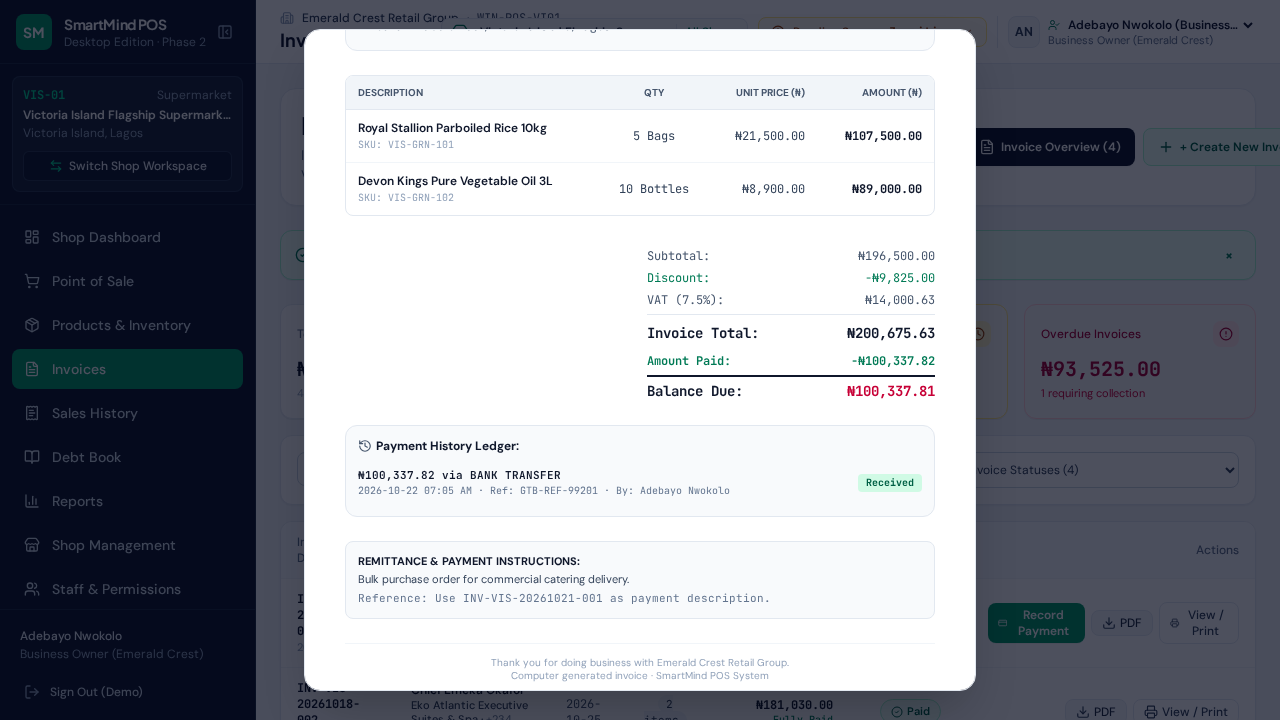 SM
SmartMind POS
Desktop Edition · Phase 2
VIS-01
Supermarket
Victoria Island Flagship Supermark...
Victoria Island, Lagos
Switch Shop Workspace
Shop Dashboard
Point of Sale
Products & Inventory
Invoices
Sales History
Debt Book
Reports
Shop Management
Staff & Permissions
Adebayo Nwokolo
Business Owner (Emerald Crest)
Sign Out (Demo)
Emerald Crest Retail Group
WIN-POS-VI01
AN
Adebayo Nwokolo (Business...
Business Owner (Emerald Crest)
Invoice Overview (4)
+ Create New Inv
×
Overdue Invoices
₦93,525.00
1 requiring collection
voice Statuses (4)
Actions
Record Payment
PDF
View / Print
DESCRIPTION QTY UNIT PRICE (₦) AMOUNT (₦)
Royal Stallion Parboiled Rice 10kg 5 Bags ₦21,500.00 ₦107,500.00
SKU: VIS-GRN-101
Devon Kings Pure Vegetable Oil 3L 10 Bottles ₦8,900.00 ₦89,000.00
SKU: VIS-GRN-102
Subtotal: ₦196,500.00
Discount: -₦9,825.00
VAT (7.5%): ₦14,000.63
Invoice Total: ₦200,675.63
Amount Paid: -₦100,337.82
Balance Due: ₦100,337.81
Payment History Ledger:
₦100,337.82 via BANK TRANSFER
2026-10-22 07:05 AM · Ref: GTB-REF-99201 · By: Adebayo Nwokolo
Received
REMITTANCE & PAYMENT INSTRUCTIONS:
Bulk purchase order for commercial catering delivery.
Reference: Use INV-VIS-20261021-001 as payment description.
Thank you for doing business with Emerald Crest Retail Group.
Computer generated invoice · SmartMind POS System
20261018-
Eko Atlantic Executive
2026-
2
₦181,030.00
Paid
PDF
View / Print